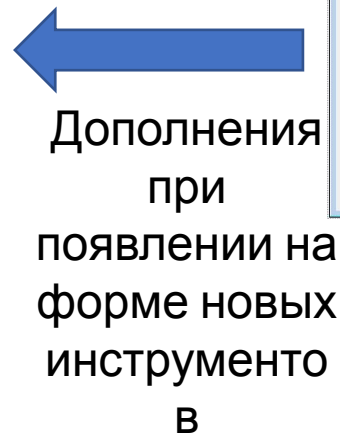 Дополнения
при
появлении на
форме новых
инструменто
в